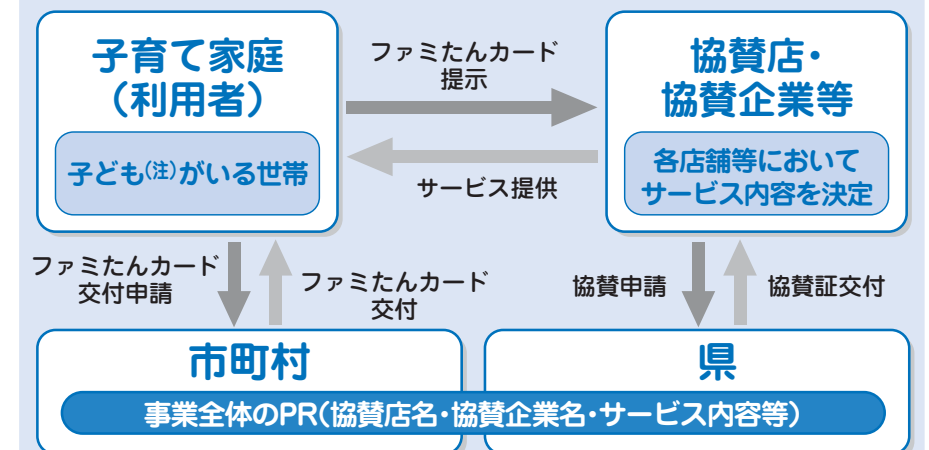 子育て家庭
（利用者）
子ども(注)がいる世帯
ファミたんカード
提示
サービス提供
協賛店・
協賛企業等
各店舗等において
サービス内容を決定
ファミたんカード
交付申請
ファミたんカード
交付
協賛申請
協賛証交付
市町村
県
事業全体のPR(協賛店名・協賛企業名・サービス内容等)